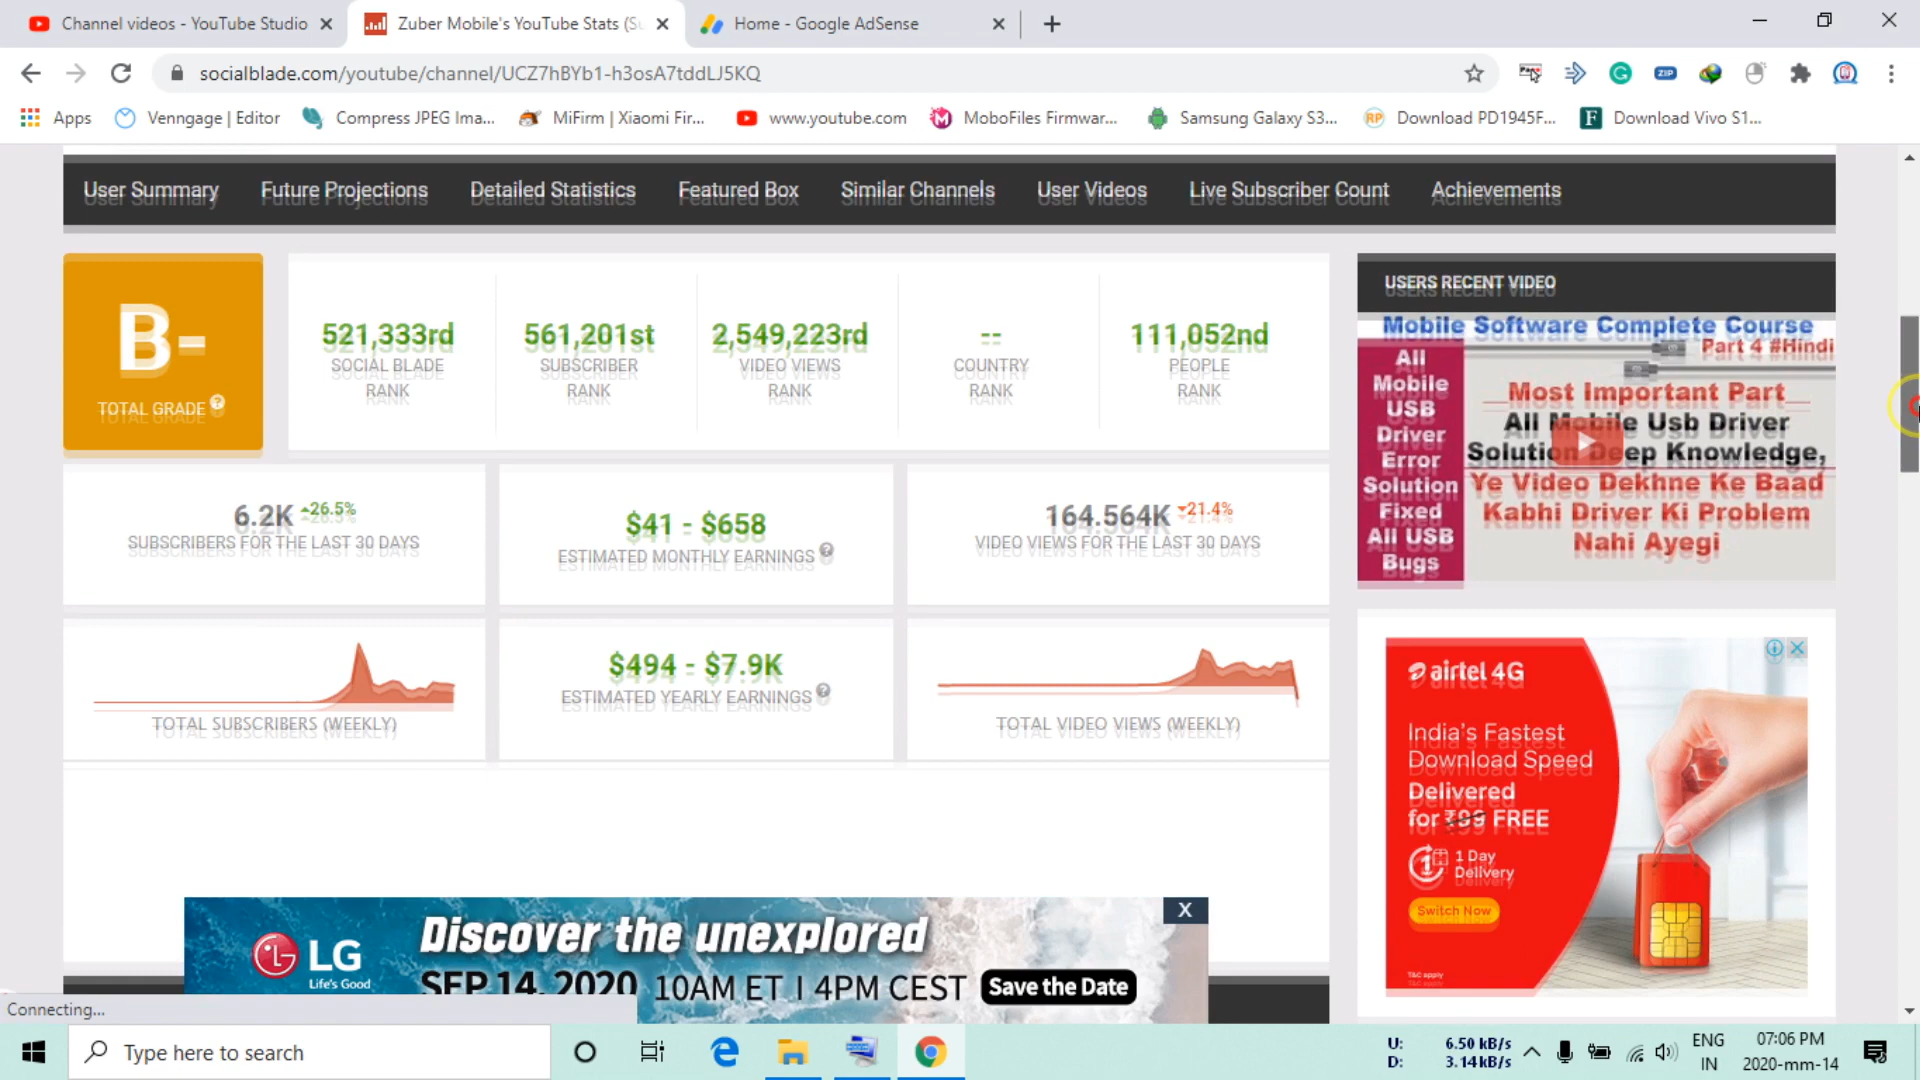 Channel videos - YouTube Studio
Zuber Mobile's YouTube Stats (S
Home - Google AdSense
socialblade.com/youtube/channel/UCZ7hBYb1-h3osA7tddLJ5KQ
Apps
Venngage | Editor
Compress JPEG Ima...
MiFirm | Xiaomi Fir...
www.youtube.com
MoboFiles Firmwar...
Samsung Galaxy S3...
RP
Download PD1945F...
F
Download Vivo S1...
User Summary
Future Projections
Detailed Statistics
Featured Box
Similar Channels
User Videos
Live Subscriber Count
Achievements
B-
TOTAL GRADE
521,333rd
SOCIAL BLADE
RANK
561,201st
SUBSCRIBER
RANK
2,549,223rd
VIDEO VIEWS
RANK
--
COUNTRY
RANK
111,052nd
PEOPLE
RANK
6.2K 26.5%
SUBSCRIBERS FOR THE LAST 30 DAYS
$41 - $658
ESTIMATED MONTHLY EARNINGS
164.564K 21.4%
VIDEO VIEWS FOR THE LAST 30 DAYS
TOTAL SUBSCRIBERS (WEEKLY)
$494 - $7.9K
ESTIMATED YEARLY EARNINGS
TOTAL VIDEO VIEWS (WEEKLY)
USERS RECENT VIDEO
Mobile Software Complete Course
Part 4 #Hindi
All
Mobile
USB
Driver
Error
Solution
Fixed
All USB
Bugs
Most Important Part
All Mobile Usb Driver
Solution Deep Knowledge,
Ye Video Dekhne Ke Baad
Kabhi Driver Ki Problem
Nahi Ayegi
airtel 4G
India's Fastest
Download Speed
Delivered
for ₹99 FREE
1 Day
Delivery
Switch Now
T&C apply
LG
Life's Good
Discover the unexplored
SEP 14, 2020 10AM ET I 4PM CEST
Save the Date
X
Connecting...
Type here to search
U: 6.50 kB/s
D: 3.14 kB/s
ENG
IN
07:06 PM
2020-mm-14